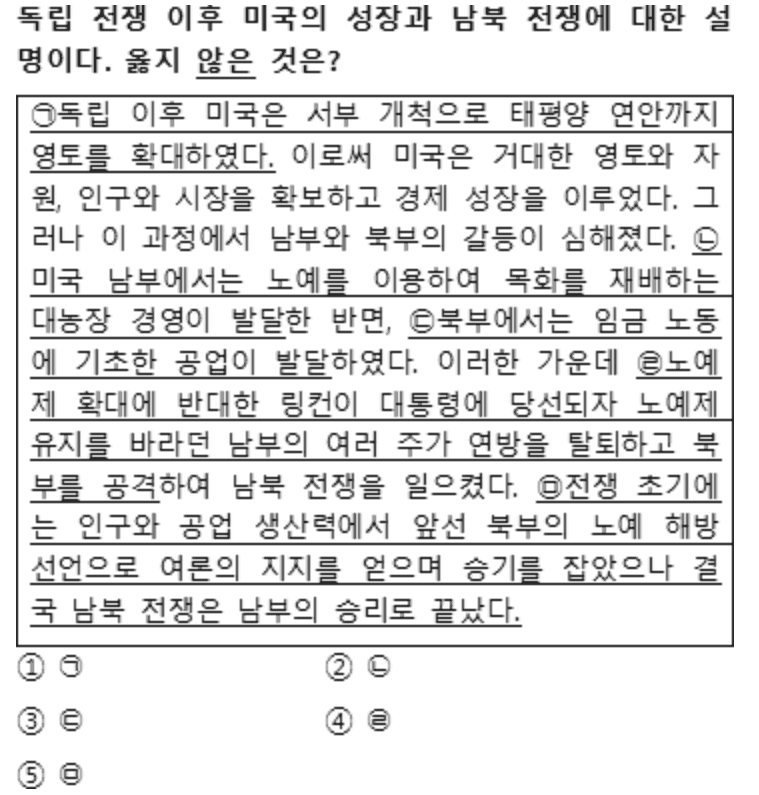 독립 전쟁 이후 미국의 성장과 남북 전쟁에 대한 설
명이다. 옳지 않은 것은?
㉠독립 이후 미국은 서부 개척으로 태평양 연안까지
영토를 확대하였다. 이로써 미국은 거대한 영토와 자
원, 인구와 시장을 확보하고 경제 성장을 이루었다. 그
러나 이 과정에서 남부와 북부의 갈등이 심해졌다. ㉡
미국 남부에서는 노예를 이용하여 목화를 재배하는
대농장 경영이 발달한 반면, ㉢북부에서는 임금 노동
에 기초한 공업이 발달하였다. 이러한 가운데 ㉣노예
제 확대에 반대한 링컨이 대통령에 당선되자 노예제
유지를 바라던 남부의 여러 주가 연방을 탈퇴하고 북
부를 공격하여 남북 전쟁을 일으켰다. ㉤전쟁 초기에
는 인구와 공업 생산력에서 앞선 북부의 노예 해방
선언으로 여론의 지지를 얻으며 승기를 잡았으나 결
국 남북 전쟁은 남부의 승리로 끝났다.
① ㉠ ② ㉡
③ ㉢ ④ ㉣
⑤ ㉤